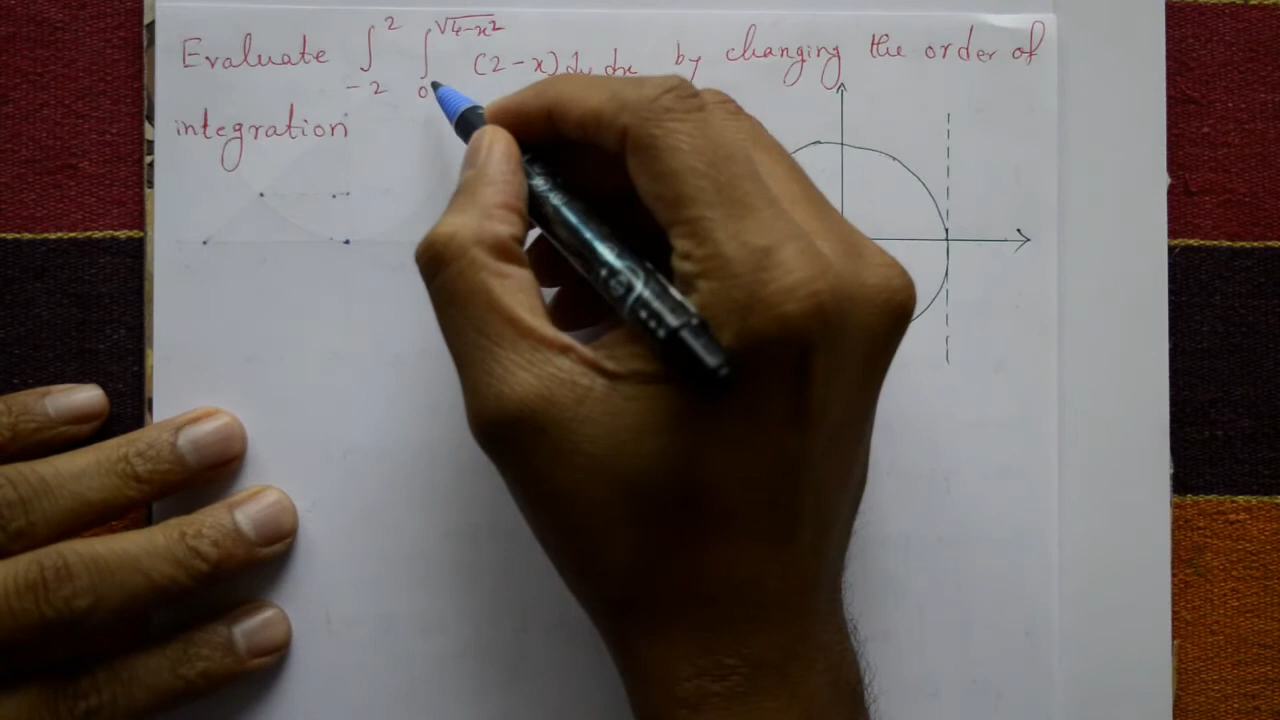 Evaluate ∫_{-2}^{2} ∫_{0}^{√4-x²} (2-x) dy dx by changing the order of
integration